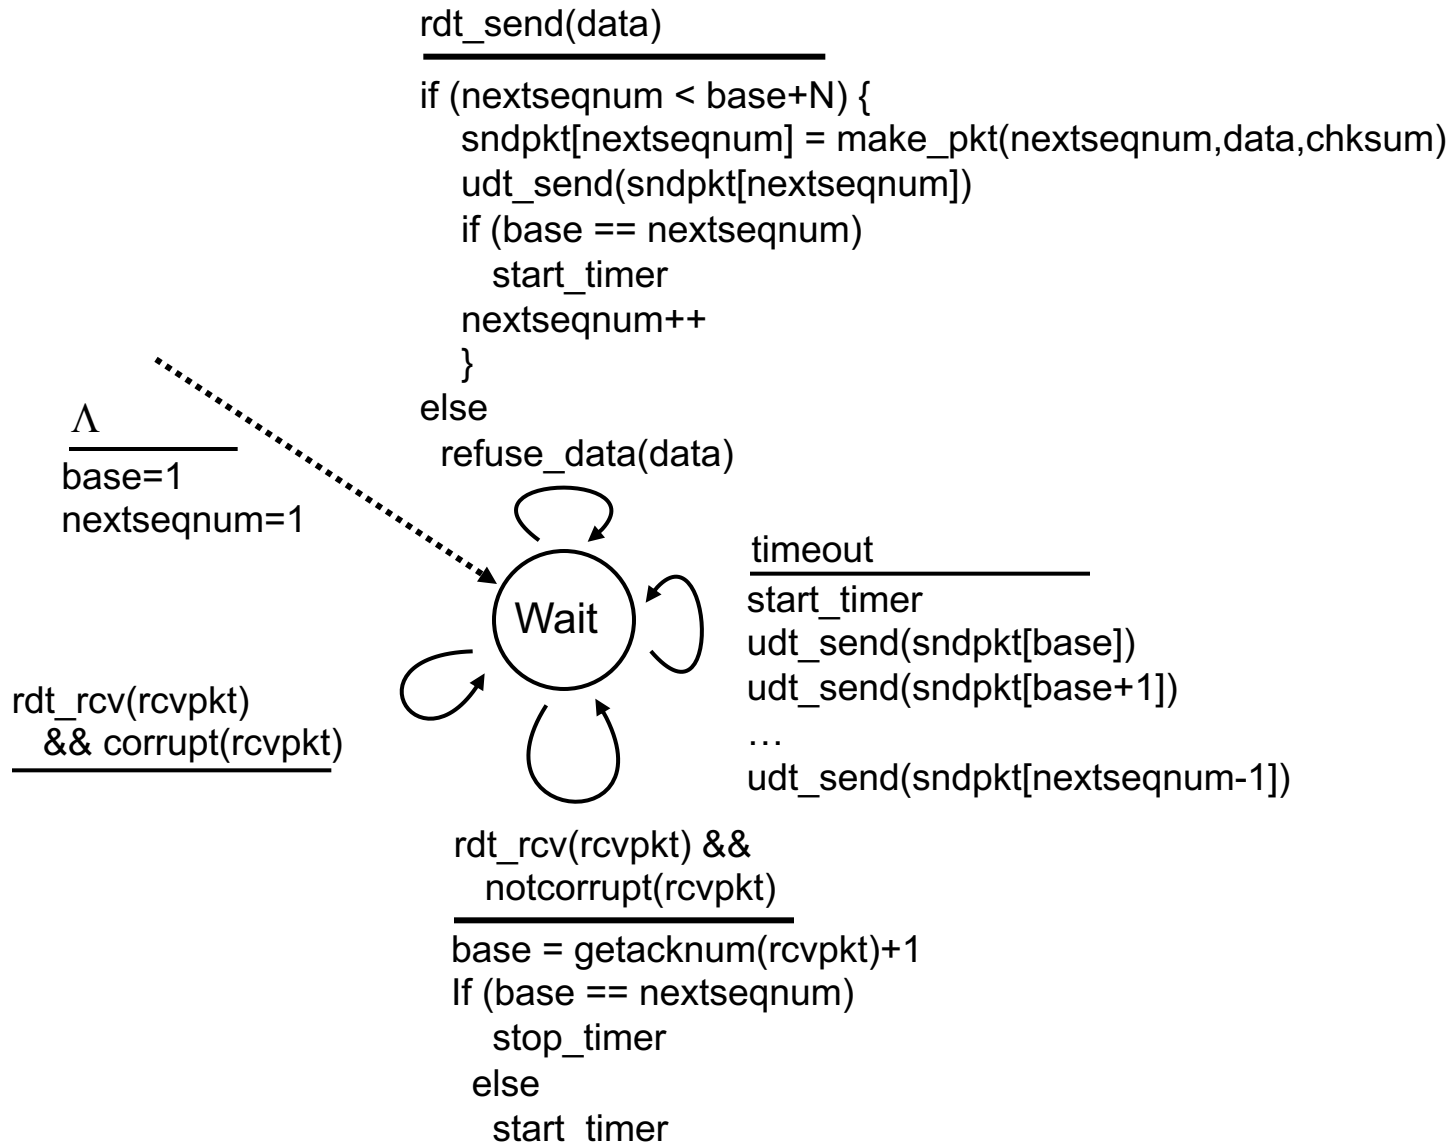 rdt_send(data)
if (nextseqnum < base+N) {
sndpkt[nextseqnum] = make_pkt(nextseqnum,data,chksum)
udt_send(sndpkt[nextseqnum])
if (base == nextseqnum)
start_timer
nextseqnum++
}
else
refuse_data(data)
Λ
base=1
nextseqnum=1
Wait
timeout
start_timer
udt_send(sndpkt[base])
udt_send(sndpkt[base+1])
…
udt_send(sndpkt[nextseqnum-1])
rdt_rcv(rcvpkt)
&& corrupt(rcvpkt)
rdt_rcv(rcvpkt) &&
notcorrupt(rcvpkt)
base = getacknum(rcvpkt)+1
If (base == nextseqnum)
stop_timer
else
start_timer